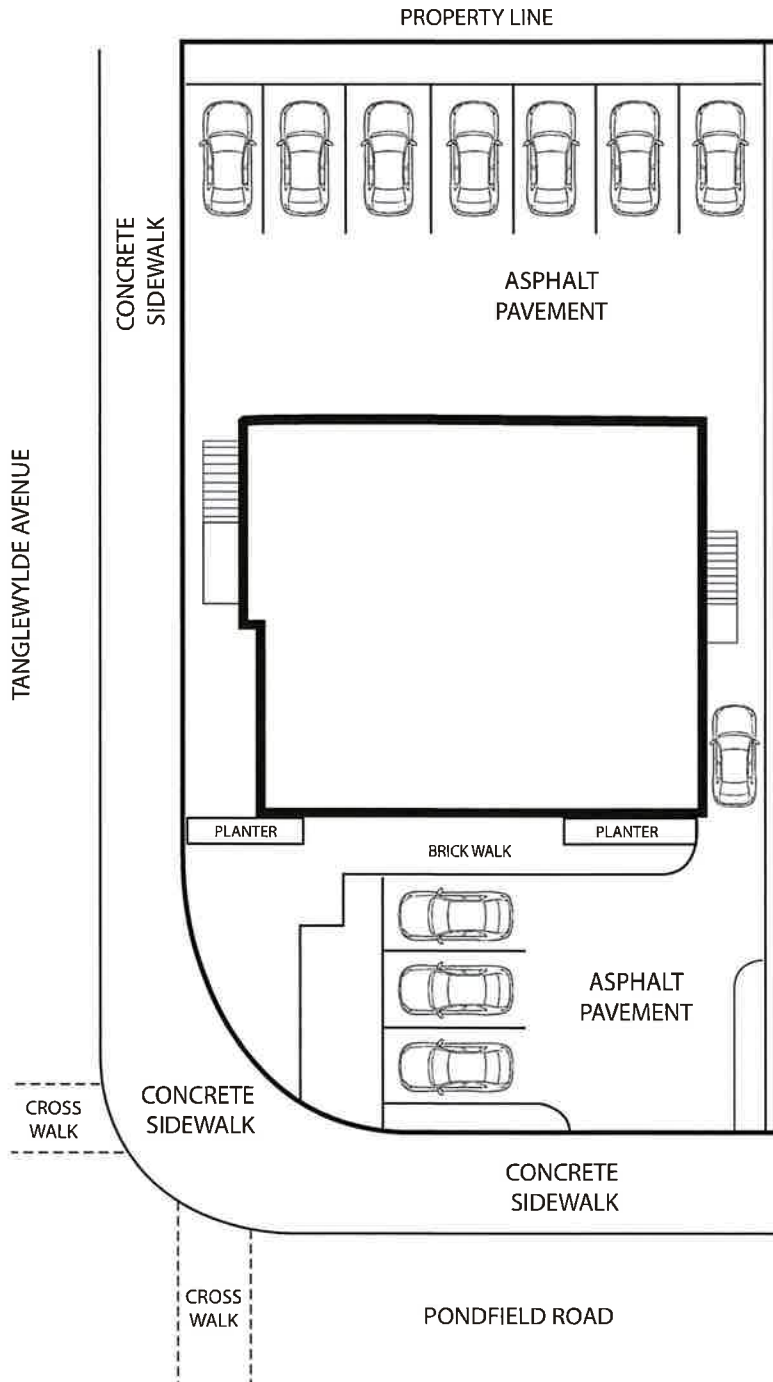 PROPERTY LINE
CONCRETE
SIDEWALK
ASPHALT
PAVEMENT
TANGLEWYLDE AVENUE
PLANTER
PLANTER
BRICK WALK
ASPHALT
PAVEMENT
CROSS
WALK
CONCRETE
SIDEWALK
CONCRETE
SIDEWALK
CROSS
WALK
PONDFIELD ROAD